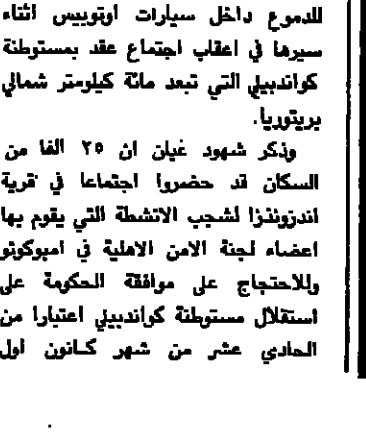 للدموع داخل سيارات اوتوبيس اثناء
سيرها في اعقاب اجتماع عقد بمستوطنة
كواندبيلي التي تبعد مائة كيلومتر شمالي
بريتوريا.
وذكر شهود عيان ان ٢٥ الفا من
السكان قد حضروا اجتماعا في قرية
اندزوندزا لشجب الانشطة التي يقوم بها
اعضاء لجنة الامن الاهلية في امبوكوتو
وللاحتجاج على موافقة الحكومة على
استقلال مستوطنة كواندبيلي اعتبارا من
الحادي عشر من شهر كانون اول